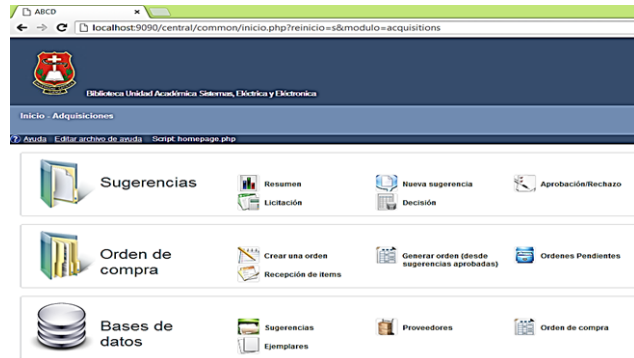 ABCD
localhost:9090/central/common/inicio.php?reinicio=s&modulo=acquisitions
Biblioteca Unidad Académica Sistemas, Eléctrica y Eléctronica
Inicio - Adquisiciones
Ayuda Editar archivo de ayuda Script: homepage.php
Sugerencias
Resumen
Nueva sugerencia
Aprobación/Rechazo
Licitación
Decisión
Orden de
compra
Crear una orden
Generar orden (desde
sugerencias aprobadas)
Ordenes Pendientes
Recepción de items
Bases de
datos
Sugerencias
Proveedores
Orden de compra
Ejemplares